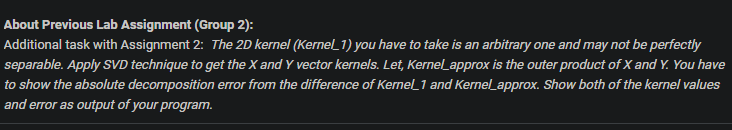 About Previous Lab Assignment (Group 2):
Additional task with Assignment 2:  The 2D kernel (Kernel_1) you have to take is an arbitrary one and may not be perfectly
separable. Apply SVD technique to get the X and Y vector kernels. Let, Kernel_approx is the outer product of X and Y. You have
to show the absolute decomposition error from the difference of Kernel_1 and Kernel_approx. Show both of the kernel values
and error as output of your program.